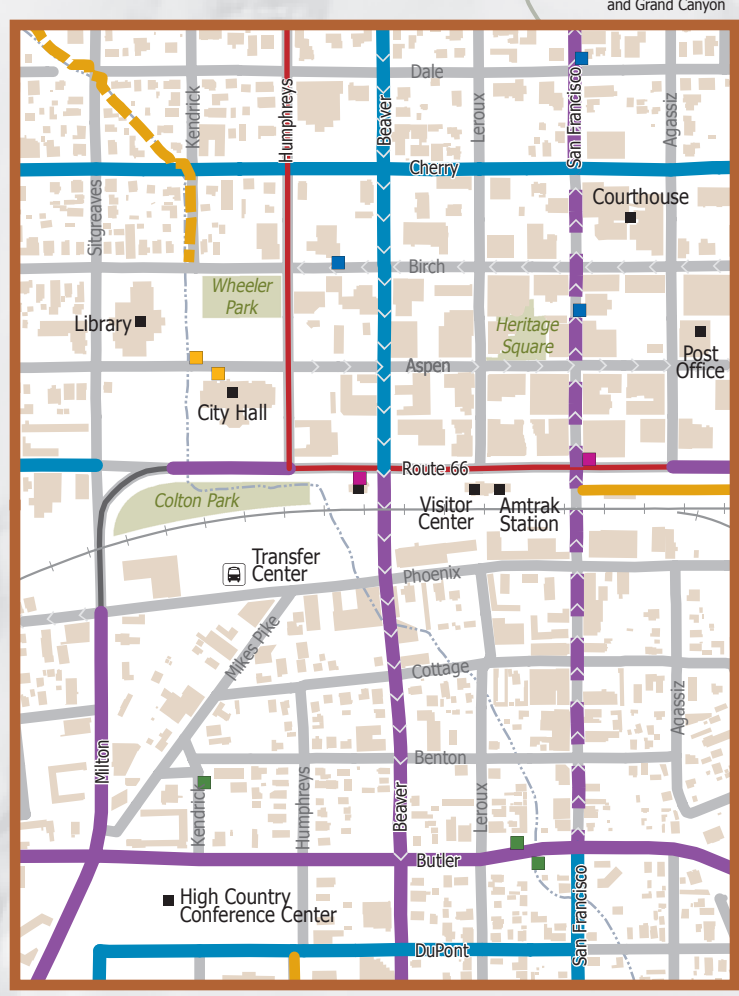 and Grand Canyon
Dale
Kendrick
Humphreys
Beaver
Leroux
San Francisco
Agassiz
Cherry
Sitgreaves
Courthouse
Birch
Wheeler
Park
Library
Heritage
Square
Post
Office
Aspen
City Hall
Route 66
Colton Park
Visitor
Center
Amtrak
Station
Transfer
Center
Phoenix
Mikes Pike
Cottage
Agassiz
Milton
Benton
Kendrick
Humphreys
Beaver
Leroux
Butler
High Country
Conference Center
San Francisco
DuPont